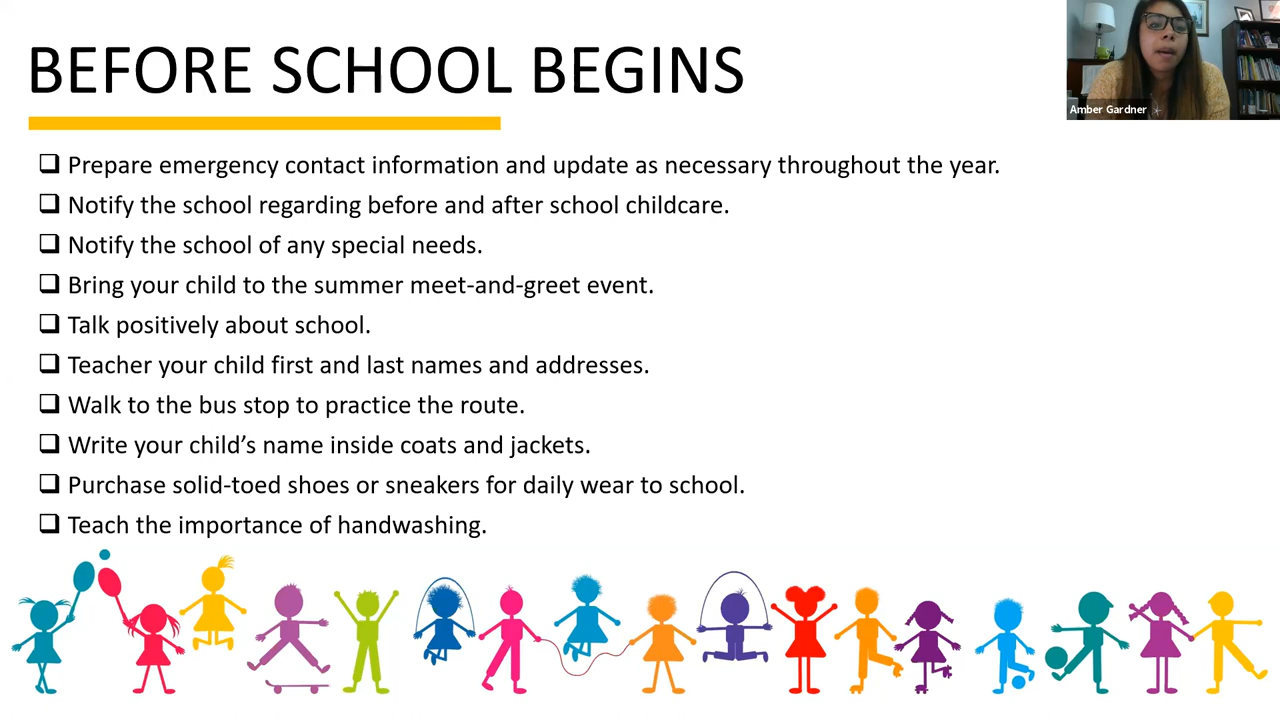 BEFORE SCHOOL BEGINS
Amber Gardner
Prepare emergency contact information and update as necessary throughout the year.
Notify the school regarding before and after school childcare.
Notify the school of any special needs.
Bring your child to the summer meet-and-greet event.
Talk positively about school.
Teacher your child first and last names and addresses.
Walk to the bus stop to practice the route.
Write your child’s name inside coats and jackets.
Purchase solid-toed shoes or sneakers for daily wear to school.
Teach the importance of handwashing.